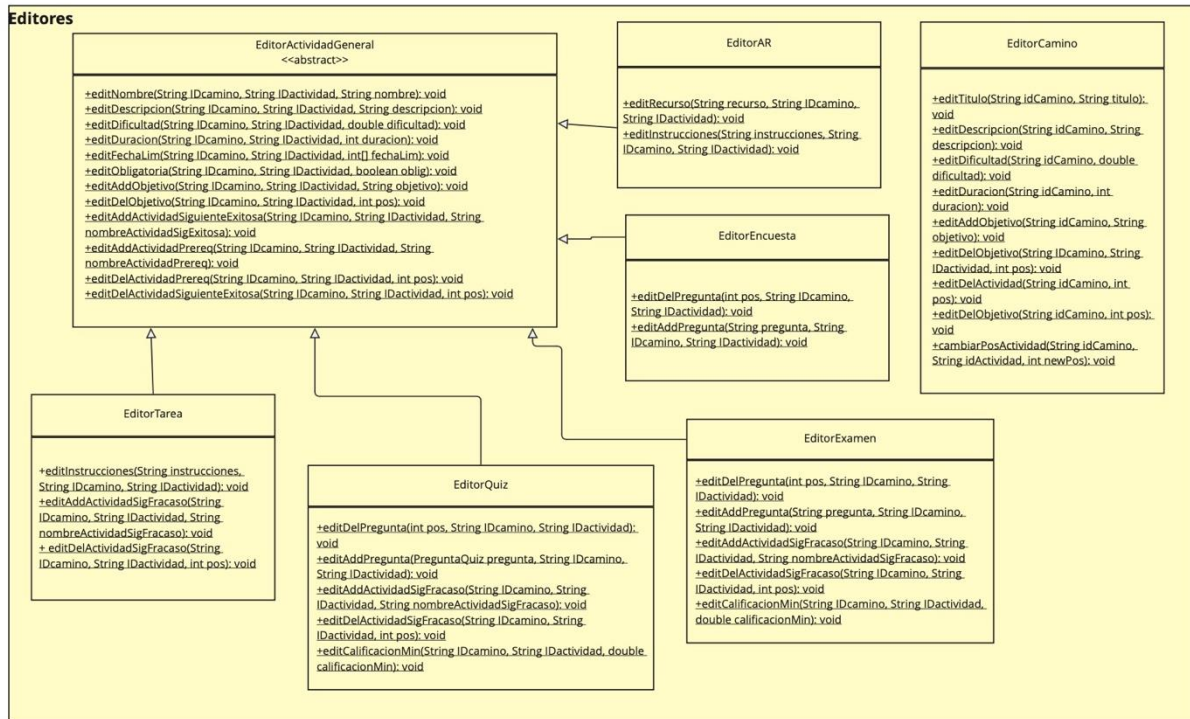 Editores
EditorActividadGeneral
<<abstract>>
+editNombre(String IDcamino, String IDactividad, String nombre): void
+editDescripcion(String IDcamino, String IDactividad, String descripcion): void
+editDificultad(String IDcamino, String IDactividad, double dificultad): void
+editDuracion(String IDcamino, String IDactividad, int duracion): void
+editFechaLim(String IDcamino, String IDactividad, int[] fechaLim): void
+editObligatoria(String IDcamino, String IDactividad, boolean oblig): void
+editAddObjetivo(String IDcamino, String IDactividad, String objetivo): void
+editDelObjetivo(String IDcamino, String IDactividad, int pos): void
+editAddActividadSiguienteExitosa(String IDcamino, String IDactividad, String
nombreActividadSigExitosa): void
+editAddActividadPrereq(String IDcamino, String IDactividad, String
nombreActividadPrereq): void
+editDelActividadPrereq(String IDcamino, String IDactividad, int pos): void
+editDelActividadSiguienteExitosa(String IDcamino, String IDactividad, int pos): void
EditorAR
+editRecurso(String recurso, String IDcamino,
String IDactividad): void
+editInstrucciones(String instrucciones, String
IDcamino, String IDactividad): void
EditorCamino
+editTitulo(String idCamino, String titulo):
void
+editDescripcion(String idCamino, String
descripcion): void
+editDificultad(String idCamino, double
dificultad): void
+editDuracion(String idCamino, int
duracion): void
+editAddObjetivo(String idCamino, String
objetivo): void
+editDelObjetivo(String IDcamino, String
IDactividad, int pos): void
+editDelActividad(String idCamino, int
pos): void
+editDelObjetivo(String idCamino, int pos):
void
+cambiarPosActividad(String idCamino,
String idActividad, int newPos): void
EditorEncuesta
+editDelPregunta(int pos, String IDcamino,
String IDactividad): void
+editAddPregunta(String pregunta, String
IDcamino, String IDactividad): void
EditorTarea
+editInstrucciones(String instrucciones,
String IDcamino, String IDactividad): void
+editAddActividadSigFracaso(String
IDcamino, String IDactividad, String
nombreActividadSigFracaso): void
+ editDelActividadSigFracaso(String
IDcamino, String IDactividad, int pos): void
EditorQuiz
+editDelPregunta(int pos, String IDcamino, String IDactividad):
void
+editAddPregunta(PreguntaQuiz pregunta, String IDcamino,
String IDactividad): void
+editAddActividadSigFracaso(String IDcamino, String
IDactividad, String nombreActividadSigFracaso): void
+editDelActividadSigFracaso(String IDcamino, String
IDactividad, int pos): void
+editCalificacionMin(String IDcamino, String IDactividad, double
calificacionMin): void
EditorExamen
+editDelPregunta(int pos, String IDcamino, String
IDactividad): void
+editAddPregunta(String pregunta, String IDcamino,
String IDactividad): void
+editAddActividadSigFracaso(String IDcamino, String
IDactividad, String nombreActividadSigFracaso): void
+editDelActividadSigFracaso(String IDcamino, String
IDactividad, int pos): void
+editCalificacionMin(String IDcamino, String IDactividad,
double calificacionMin): void